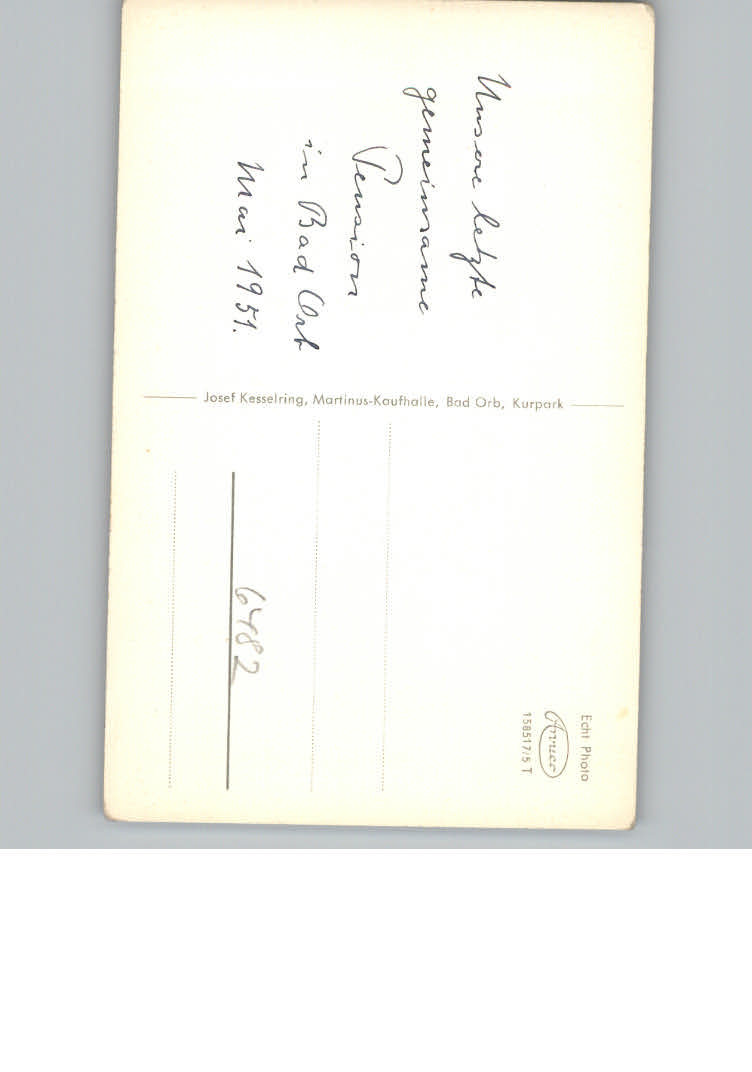 Unsere letzte
gemeinsame
Pension
in Bad Orb
Mai 1951.
Josef Kesselring, Martinus-Kaufhalle, Bad Orb, Kurpark
Echt Photo
158517/5 T.
6482